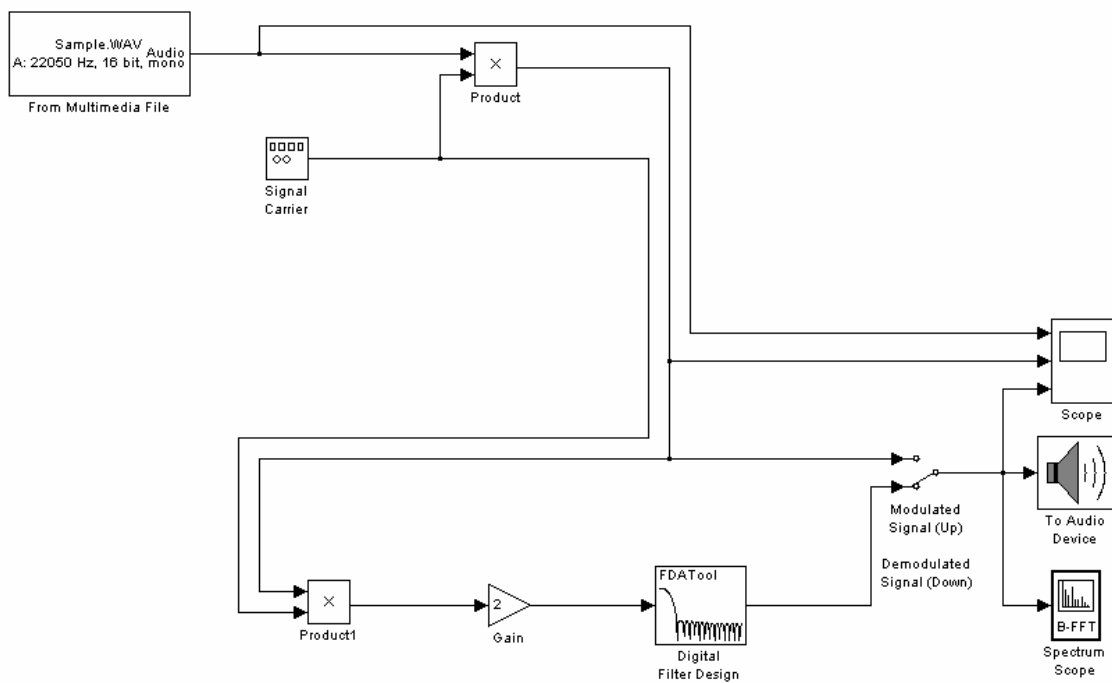 Sample.WAV
Audio
A: 22050 Hz, 16 bit, mono
From Multimedia File
×
Product
Signal
Carrier
Scope
Modulated
Signal (Up)
To Audio
Device
Demodulated
Signal (Down)
×
Product1
2
Gain
FDATool
Digital
Filter Design
B-FFT
Spectrum
Scope